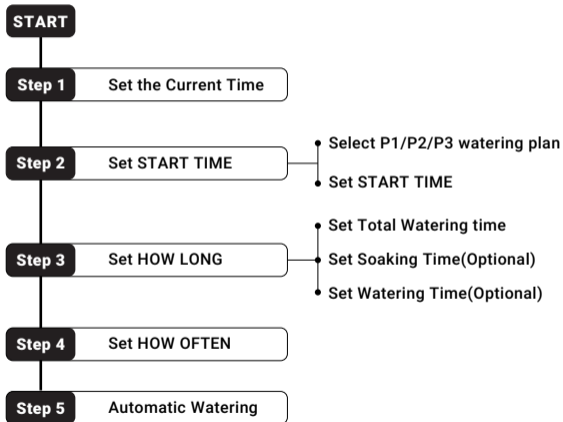 START
Step 1 Set the Current Time
Step 2 Set START TIME
Select P1/P2/P3 watering plan
Set START TIME
Step 3 Set HOW LONG
Set Total Watering time
Set Soaking Time(Optional)
Set Watering Time(Optional)
Step 4 Set HOW OFTEN
Step 5 Automatic Watering